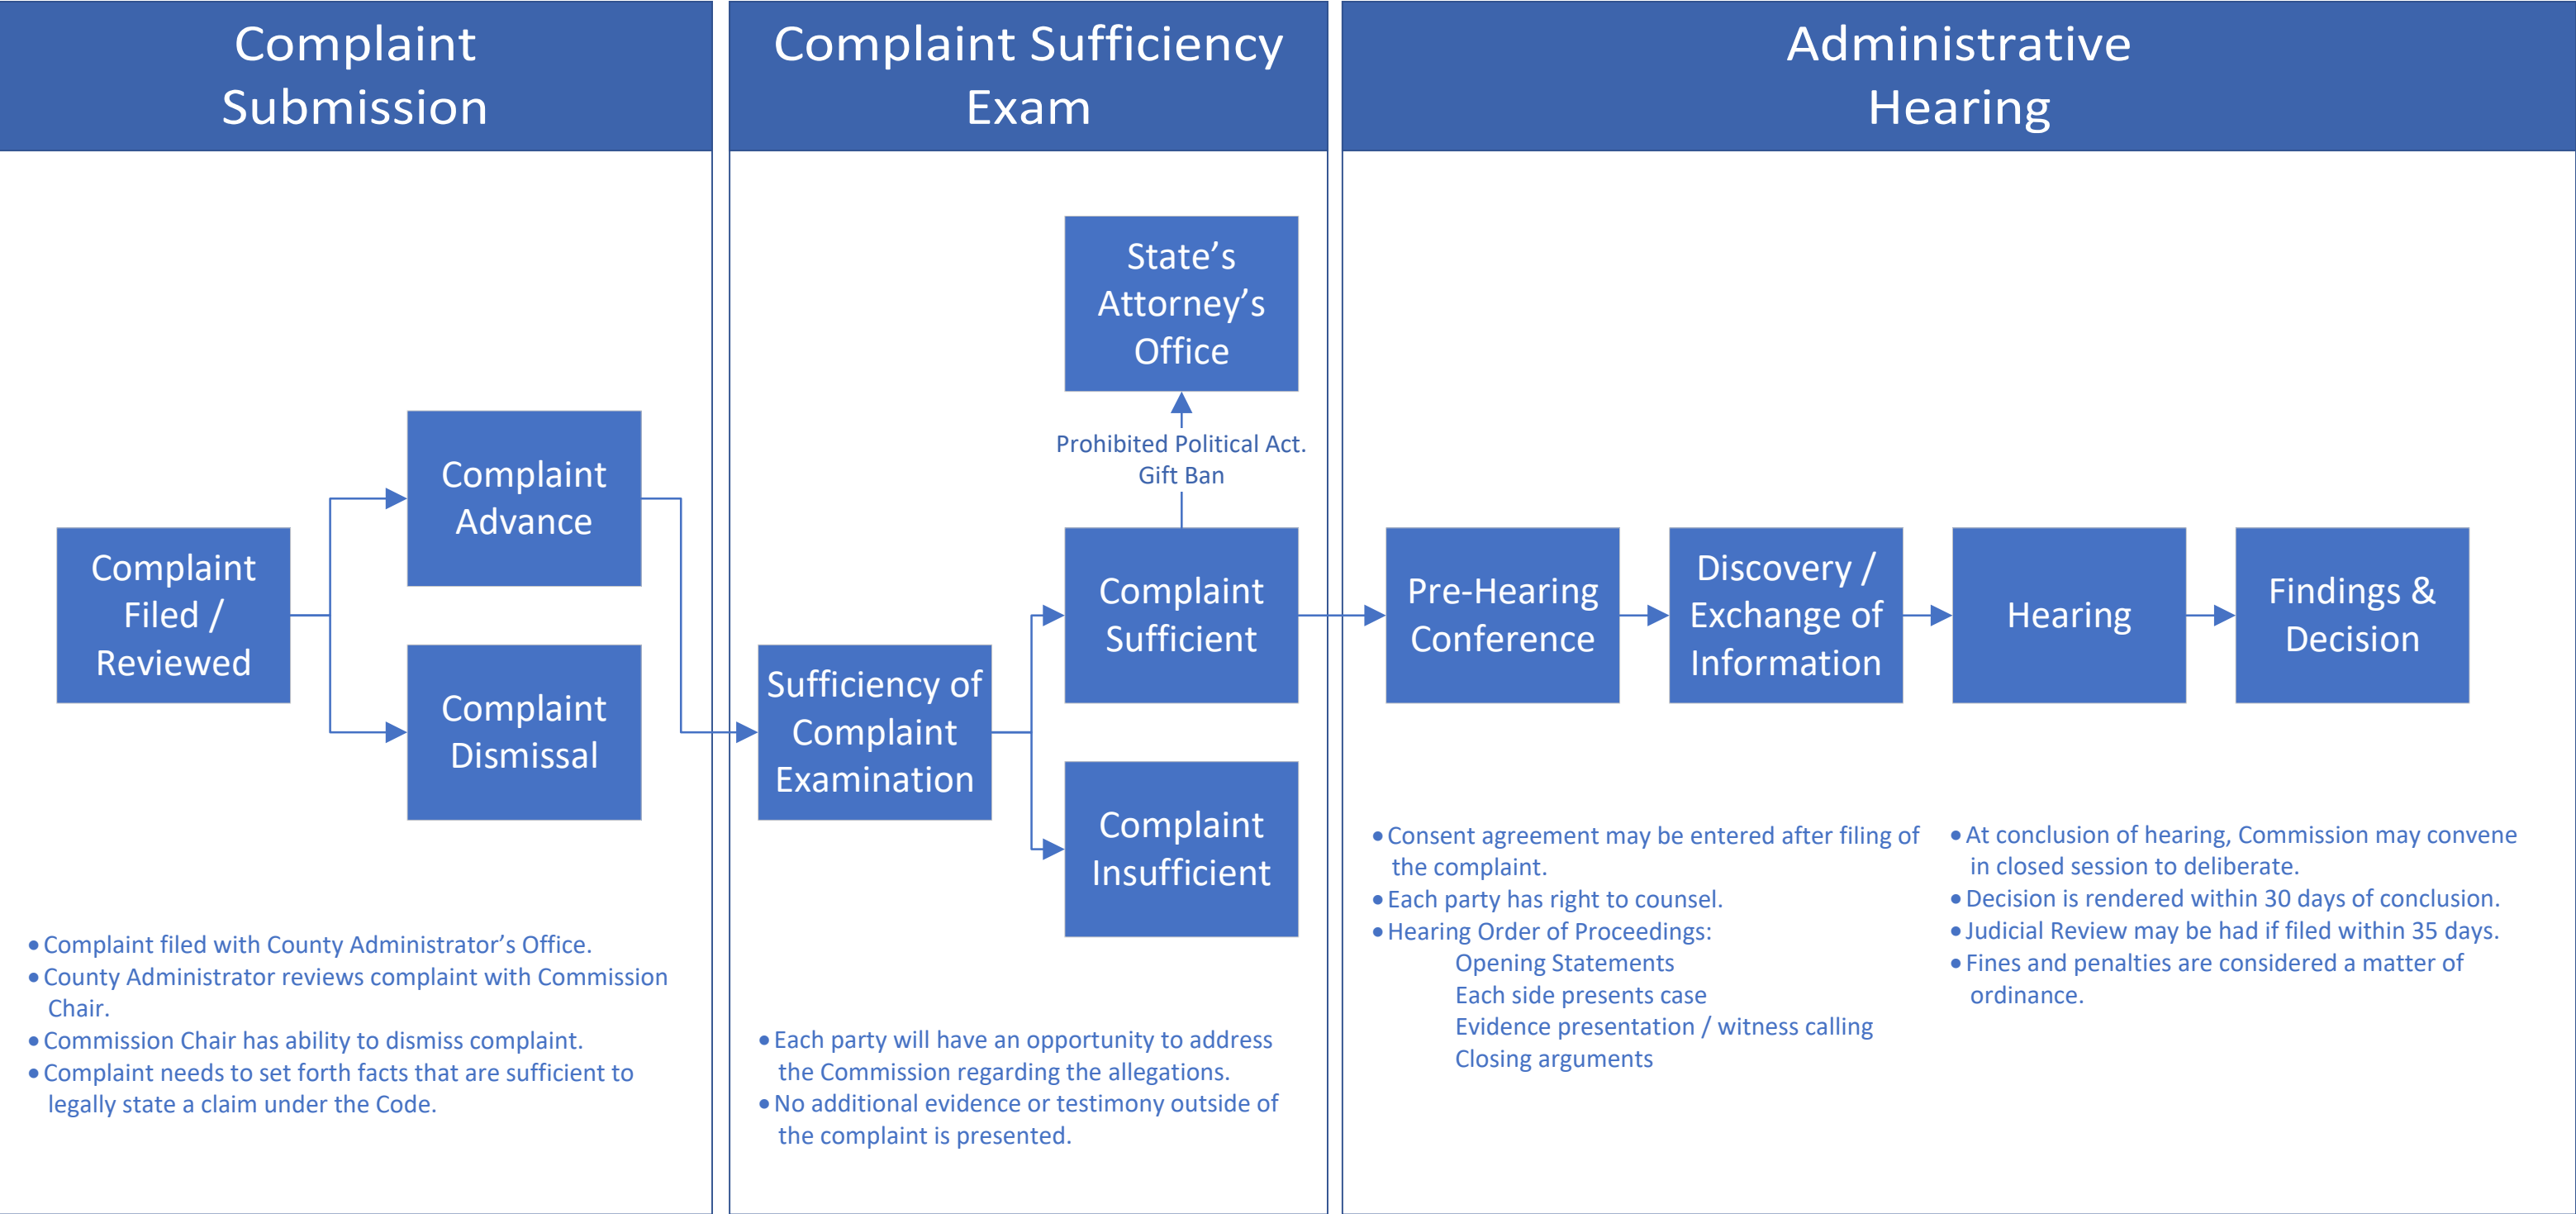 Complaint
Submission
Complaint Sufficiency
Exam
Administrative
Hearing
Complaint
Filed /
Reviewed
Complaint
Advance
Complaint
Dismissal
• Complaint filed with County Administrator’s Office.
• County Administrator reviews complaint with Commission
Chair.
• Commission Chair has ability to dismiss complaint.
• Complaint needs to set forth facts that are sufficient to
legally state a claim under the Code.
State’s
Attorney’s
Office
Prohibited Political Act.
Gift Ban
Sufficiency of
Complaint
Examination
Complaint
Sufficient
Complaint
Insufficient
• Each party will have an opportunity to address
the Commission regarding the allegations.
• No additional evidence or testimony outside of
the complaint is presented.
Pre-Hearing
Conference
Discovery /
Exchange of
Information
Hearing
Findings &
Decision
• Consent agreement may be entered after filing of
the complaint.
• Each party has right to counsel.
• Hearing Order of Proceedings:
Opening Statements
Each side presents case
Evidence presentation / witness calling
Closing arguments
• At conclusion of hearing, Commission may convene
in closed session to deliberate.
• Decision is rendered within 30 days of conclusion.
• Judicial Review may be had if filed within 35 days.
• Fines and penalties are considered a matter of
ordinance.